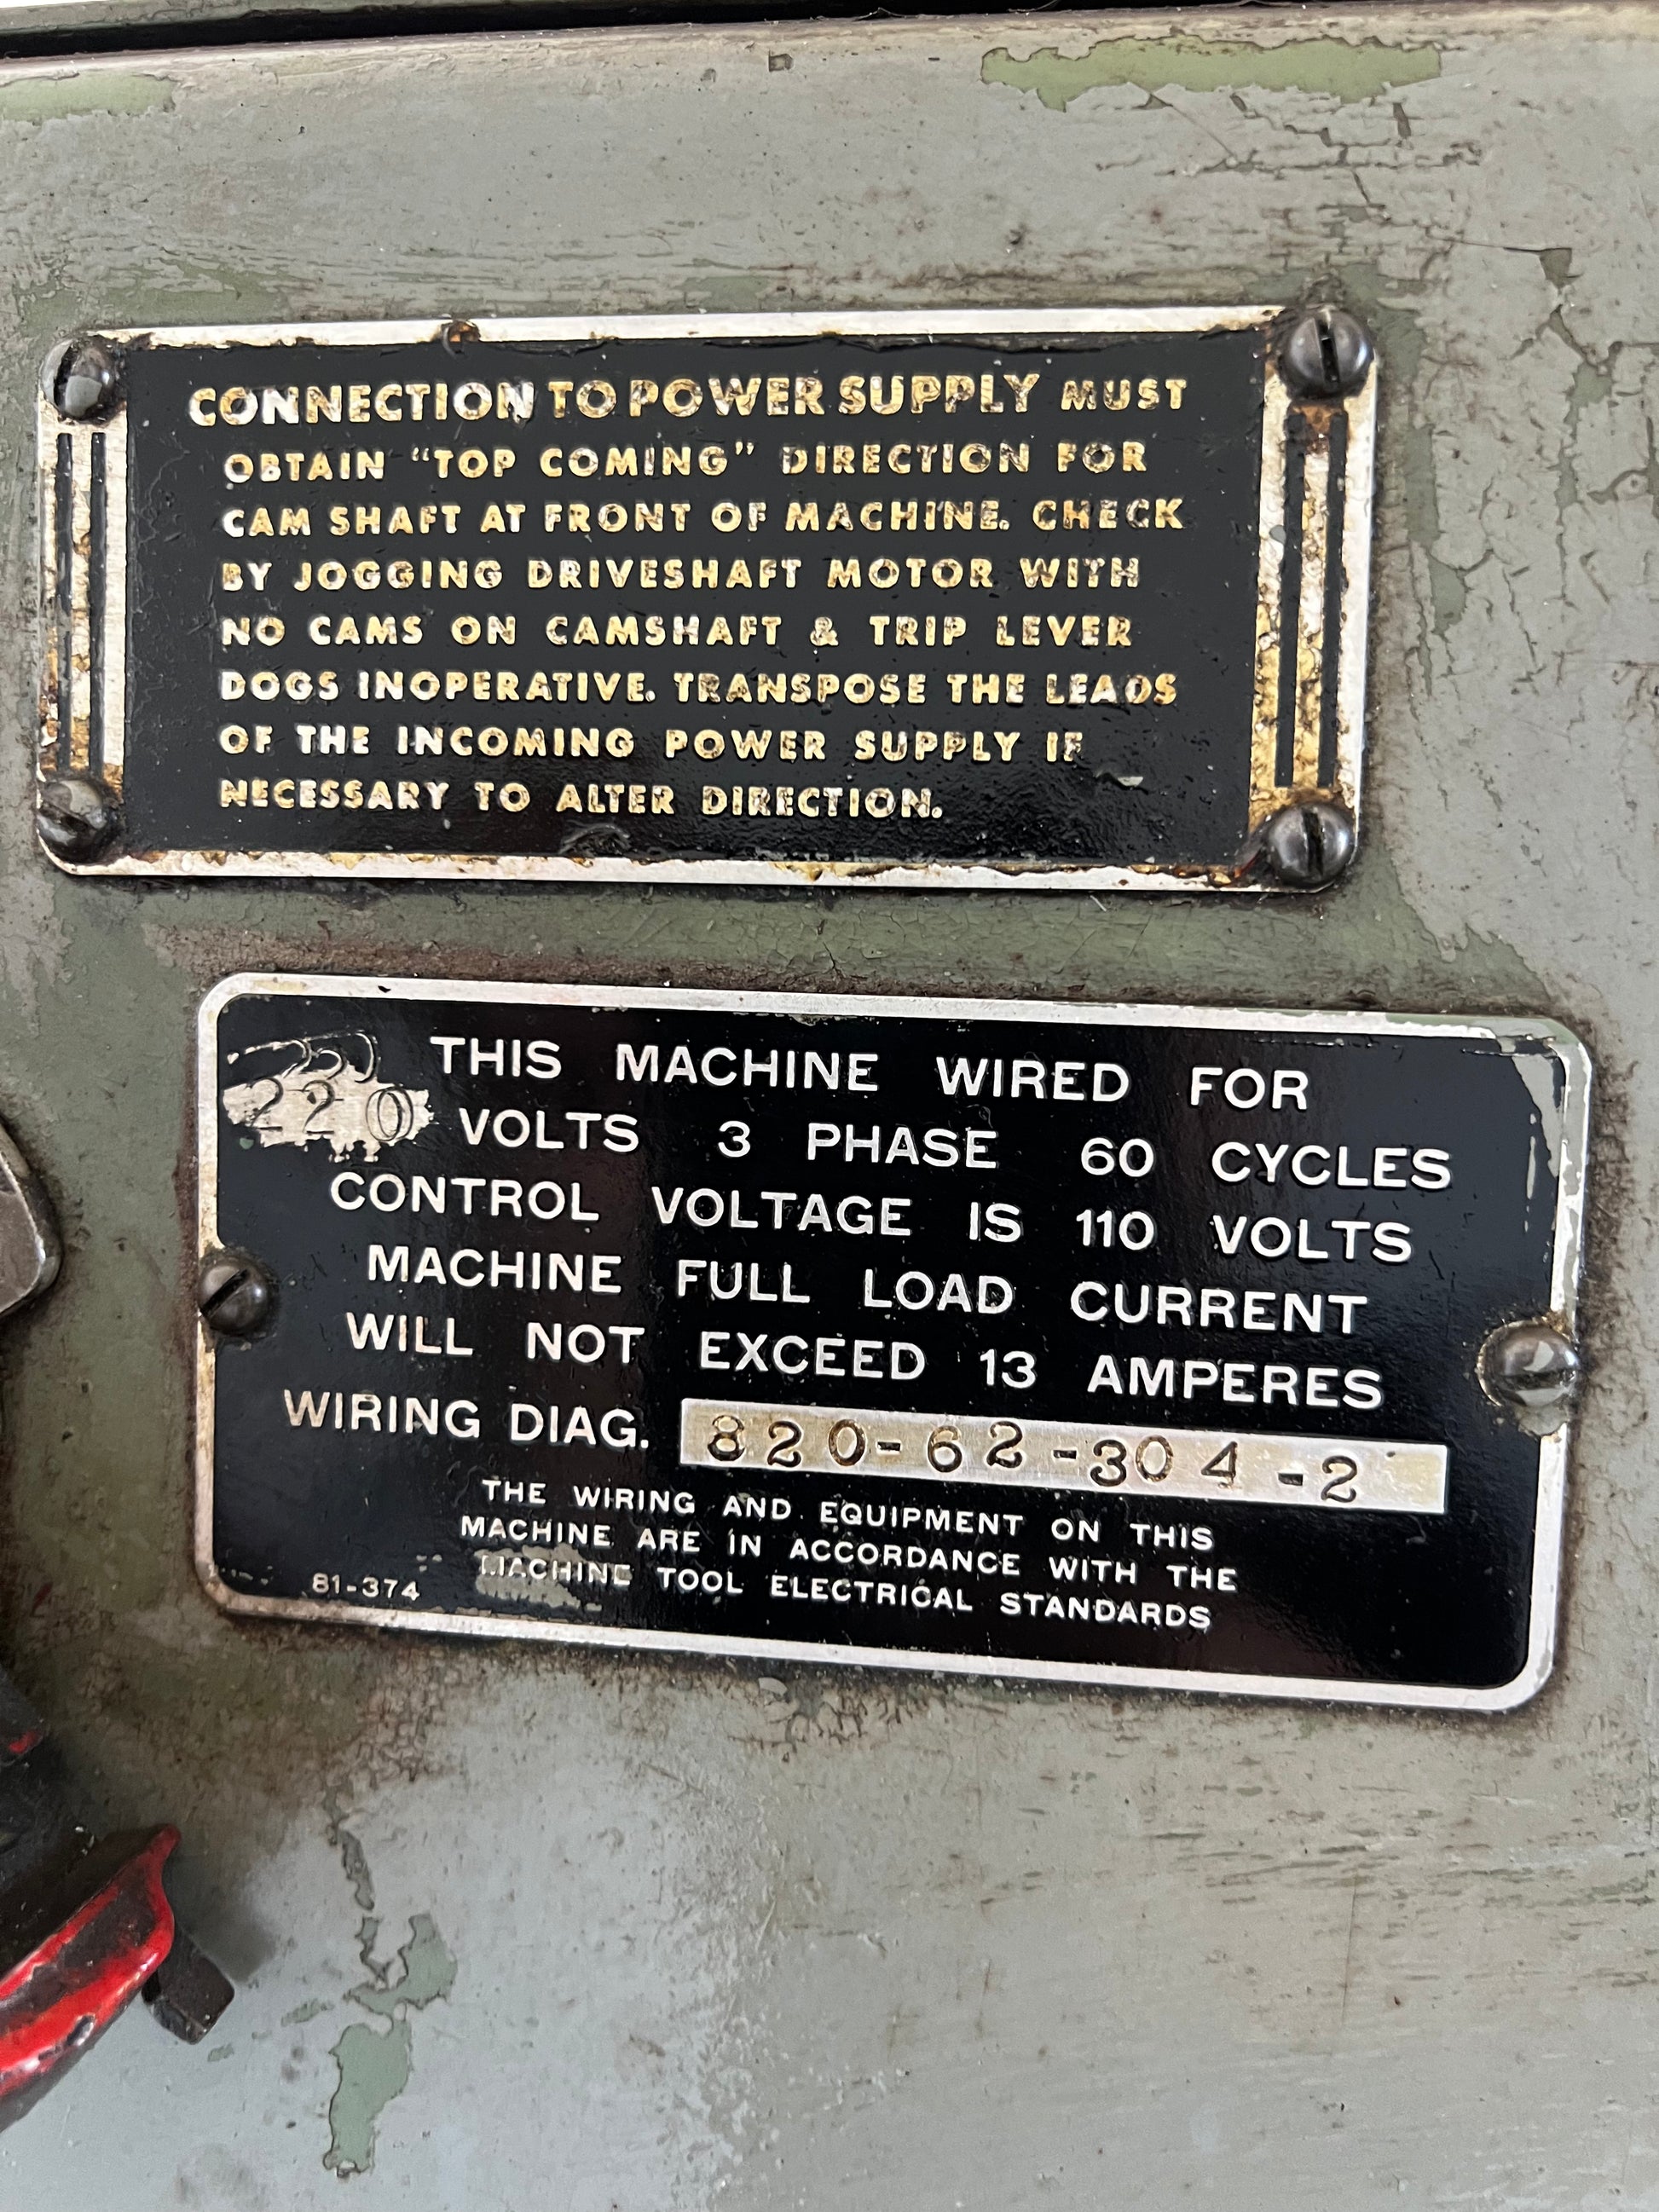 CONNECTION TO POWER SUPPLY MUST
OBTAIN “TOP COMING” DIRECTION FOR
CAM SHAFT AT FRONT OF MACHINE. CHECK
BY JOGGING DRIVESHAFT MOTOR WITH
NO CAMS ON CAMSHAFT & TRIP LEVER
DOGS INOPERATIVE. TRANSPOSE THE LEADS
OF THE INCOMING POWER SUPPLY IF
NECESSARY TO ALTER DIRECTION.
THIS MACHINE WIRED FOR
220 VOLTS 3 PHASE 60 CYCLES
CONTROL VOLTAGE IS 110 VOLTS
MACHINE FULL LOAD CURRENT
WILL NOT EXCEED 13 AMPERES
WIRING DIAG. 820-62-304-2
THE WIRING AND EQUIPMENT ON THIS
MACHINE ARE IN ACCORDANCE WITH THE
MACHINE TOOL ELECTRICAL STANDARDS
81-374